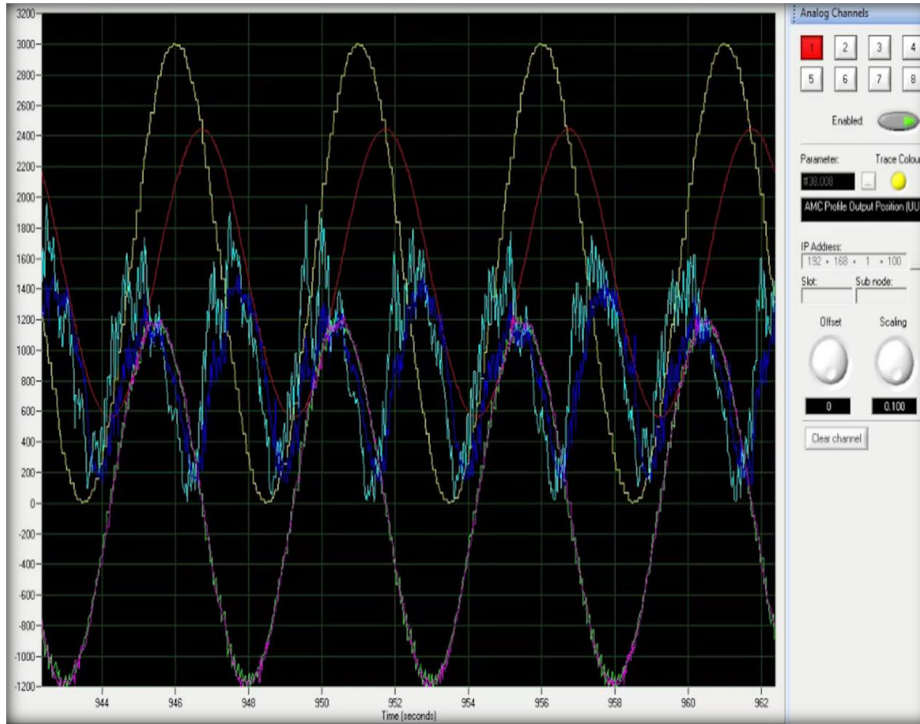 Analog Channels
3200
3000
2800
2600
2400
2200
2000
1800
1600
1400
1200
1000
800
600
400
200
0
-200
-400
-600
-800
-1000
-1200
944 946 948 950 952 954 956 958 960 962
Time (seconds)
1 2 3 4
5 6 7 8
Enabled:
Parameter: Trace Colou
#38.008 ...
AMC Profile Output Position (UU
IP Address:
192 . 168 . 1 . 100
Slot: Sub node:
Offset Scaling
0 0.100
Clear channel